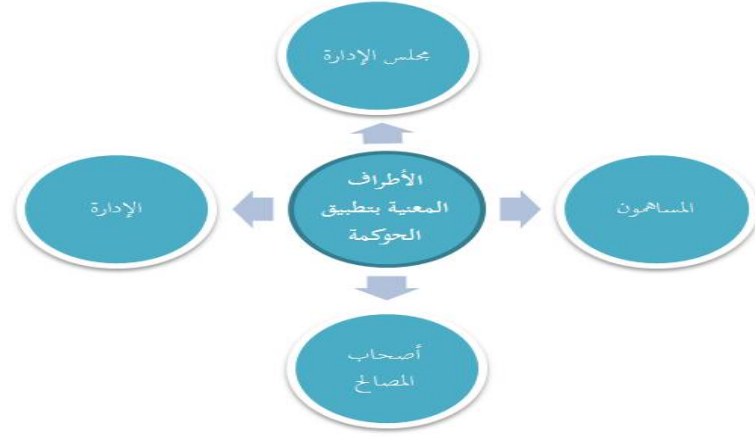 مجلس الإدارة
الأطراف
المعنية بتطبيق
الحوكمة
المساهمون
الإدارة
أصحاب
المصالح